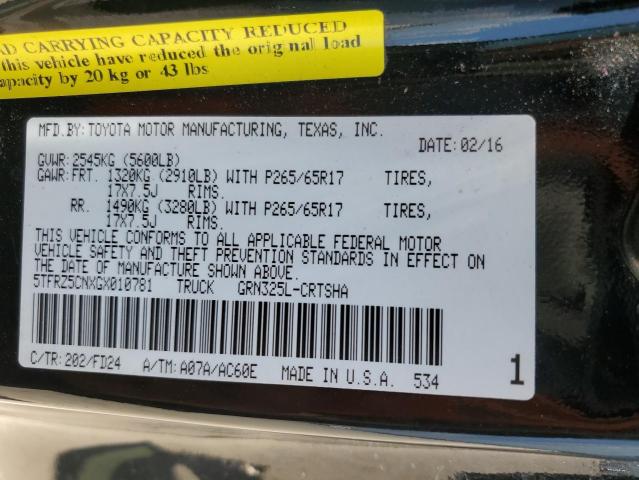 D CARRYING CAPACITY REDUCED
this vehicle have reduced the original load
apacity by 20 kg or 43 lbs
MFD.BY:TOYOTA MOTOR MANUFACTURING, TEXAS, INC.
DATE:02/16
GVWR:2545KG (5600LB)
GAWR:FRT. 1320KG (2910LB) WITH P265/65R17 TIRES,
17X7.5J RIMS.
RR. 1490KG (3280LB) WITH P265/65R17 TIRES,
17X7.5J RIMS.
THIS VEHICLE CONFORMS TO ALL APPLICABLE FEDERAL MOTOR
VEHICLE SAFETY AND THEFT PREVENTION STANDARDS IN EFFECT ON
THE DATE OF MANUFACTURE SHOWN ABOVE.
5TFRZ5CNXGX010781 TRUCK GRN325L-CRTSHA
C/TR:202/FD24 A/TM:A07A/AC60E MADE IN U.S.A. 534 1